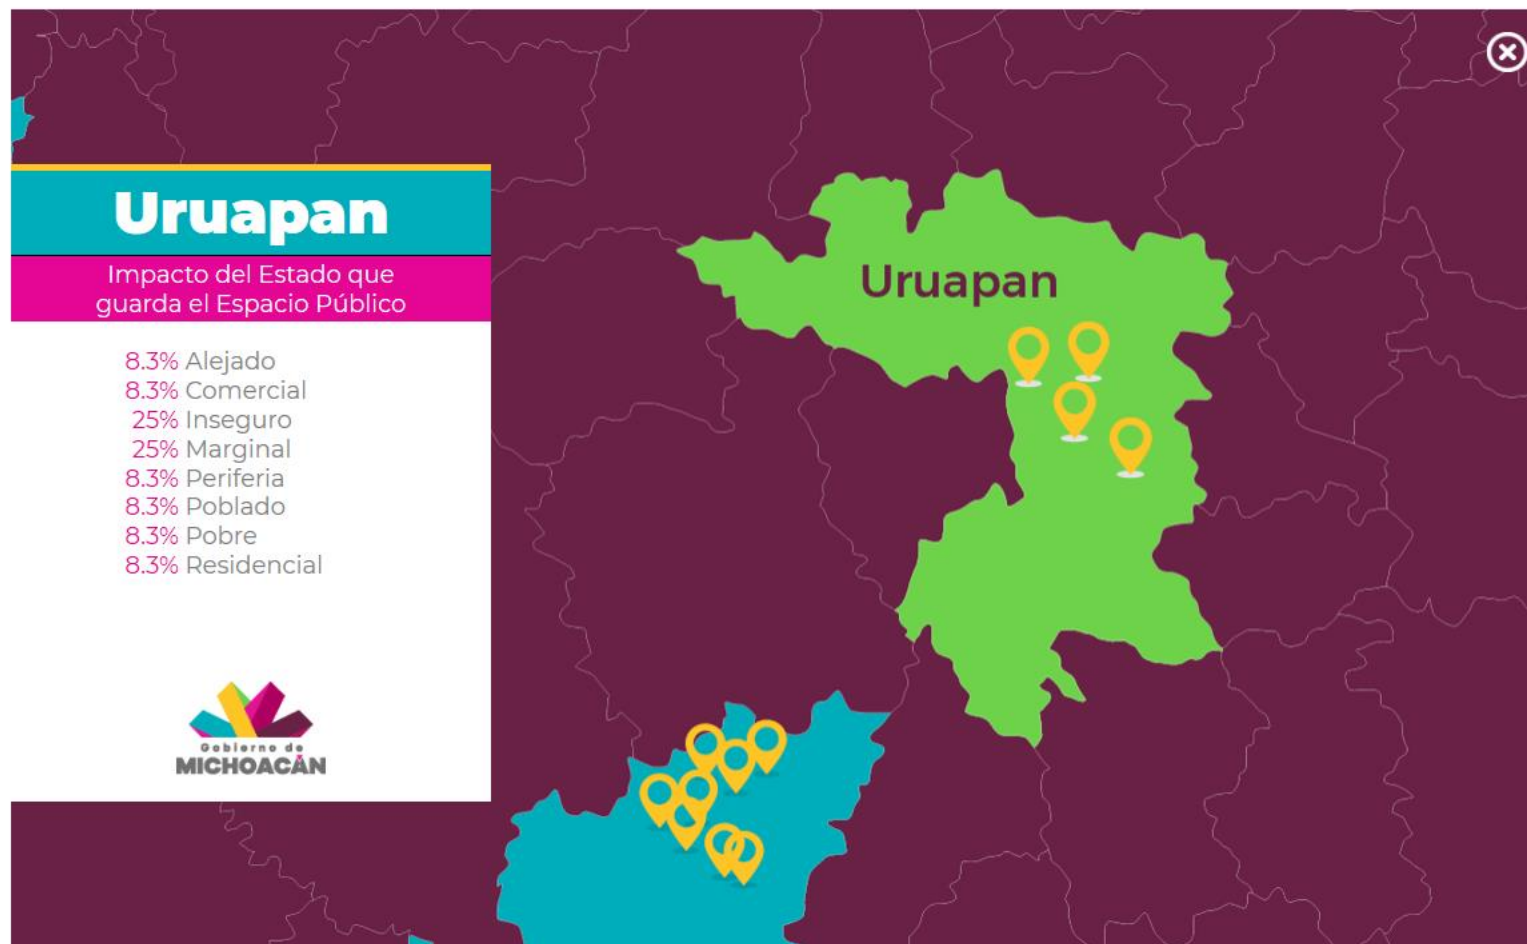 Uruapan
Impacto del Estado que
guarda el Espacio Público
8.3% Alejado
8.3% Comercial
25% Inseguro
25% Marginal
8.3% Periferia
8.3% Poblado
8.3% Pobre
8.3% Residencial
Gobierno de
MICHOACÁN
Uruapan